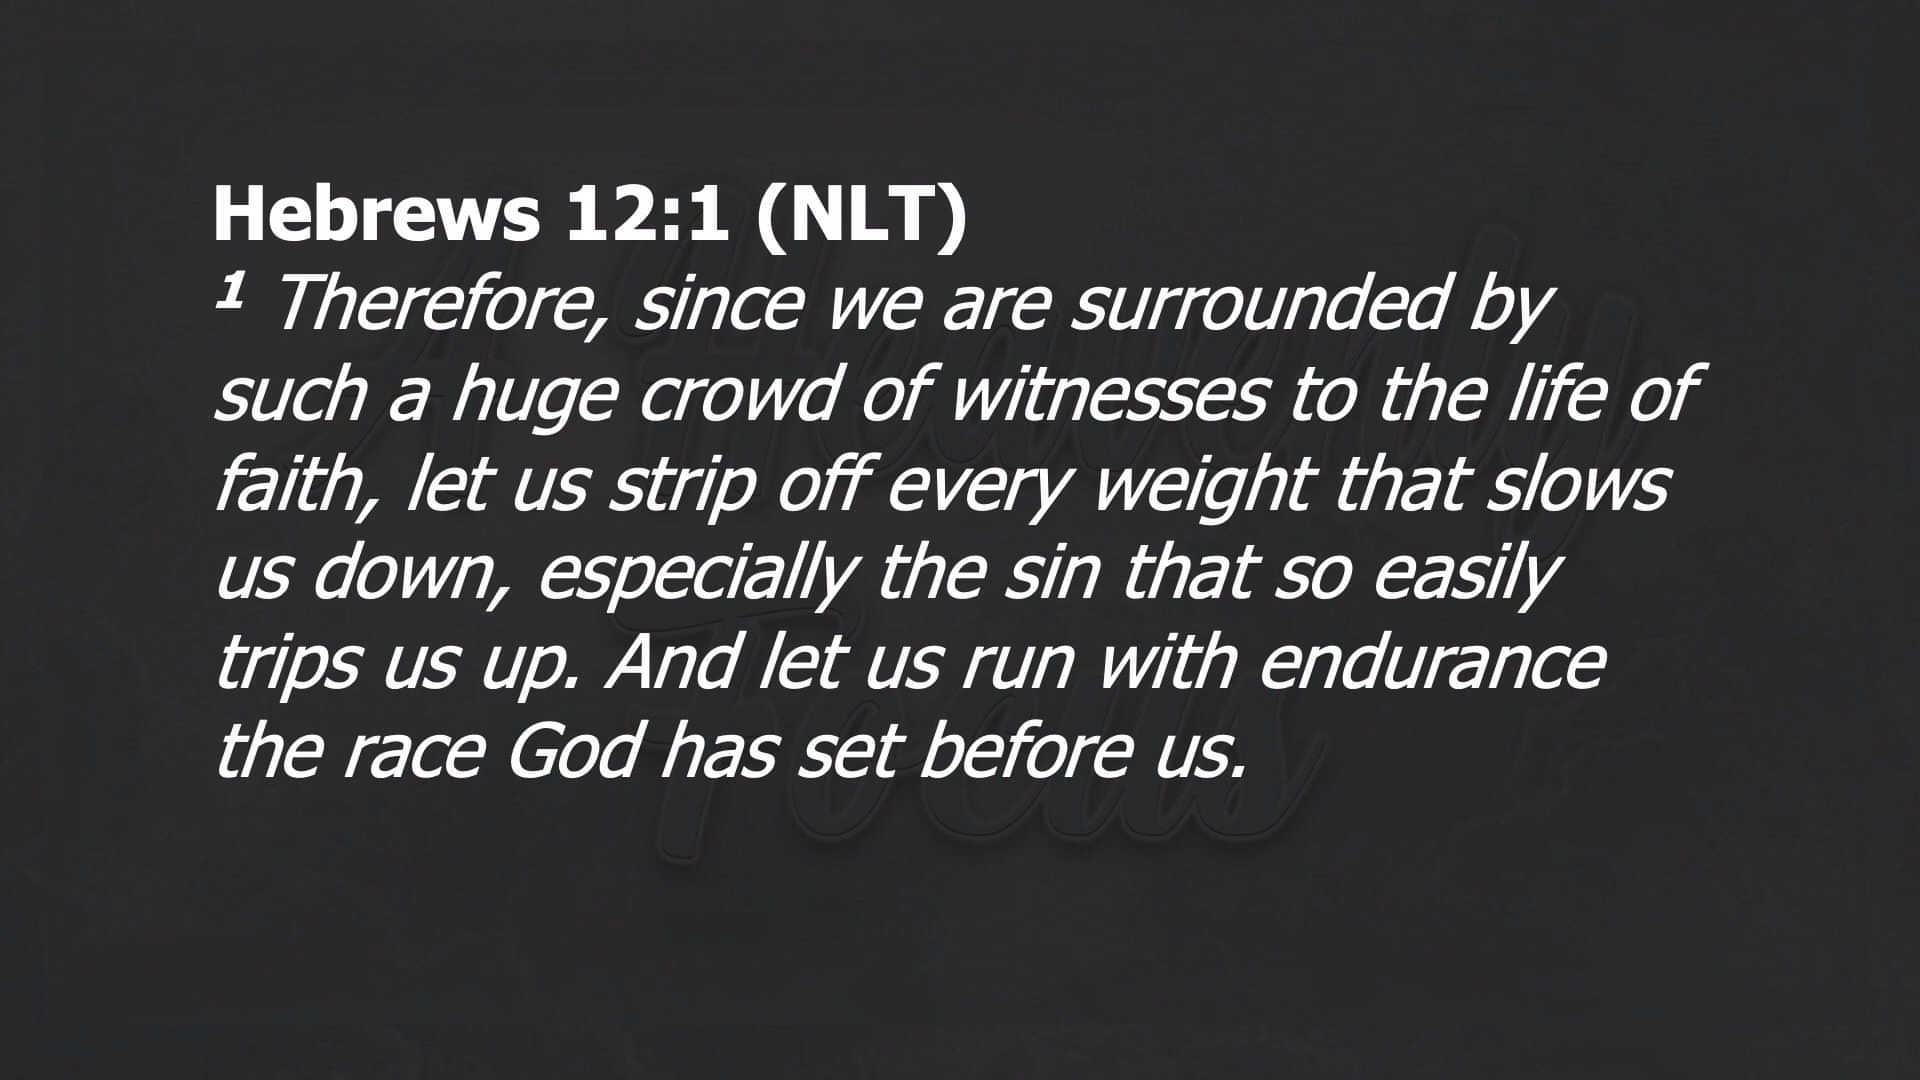 Hebrews 12:1 (NLT)
¹ Therefore, since we are surrounded by
such a huge crowd of witnesses to the life of
faith, let us strip off every weight that slows
us down, especially the sin that so easily
trips us up. And let us run with endurance
the race God has set before us.
A Heavenly
Focus